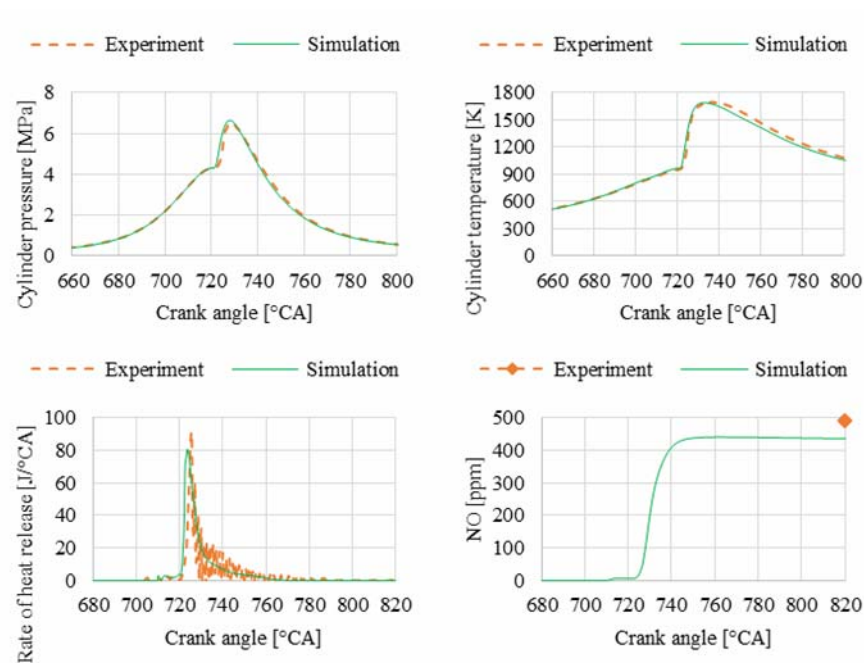 Experiment Simulation
Cylinder pressure [MPa]
8
6
4
2
0
660 680 700 720 740 760 780 800
Crank angle [°CA]
Experiment Simulation
Cylinder temperature [K]
1800
1500
1200
900
600
300
0
660 680 700 720 740 760 780 800
Crank angle [°CA]
Experiment Simulation
Rate of heat release [J/°CA]
100
80
60
40
20
0
680 700 720 740 760 780 800 820
Crank angle [°CA]
Experiment Simulation
NO [ppm]
500
400
300
200
100
0
680 700 720 740 760 780 800 820
Crank angle [°CA]